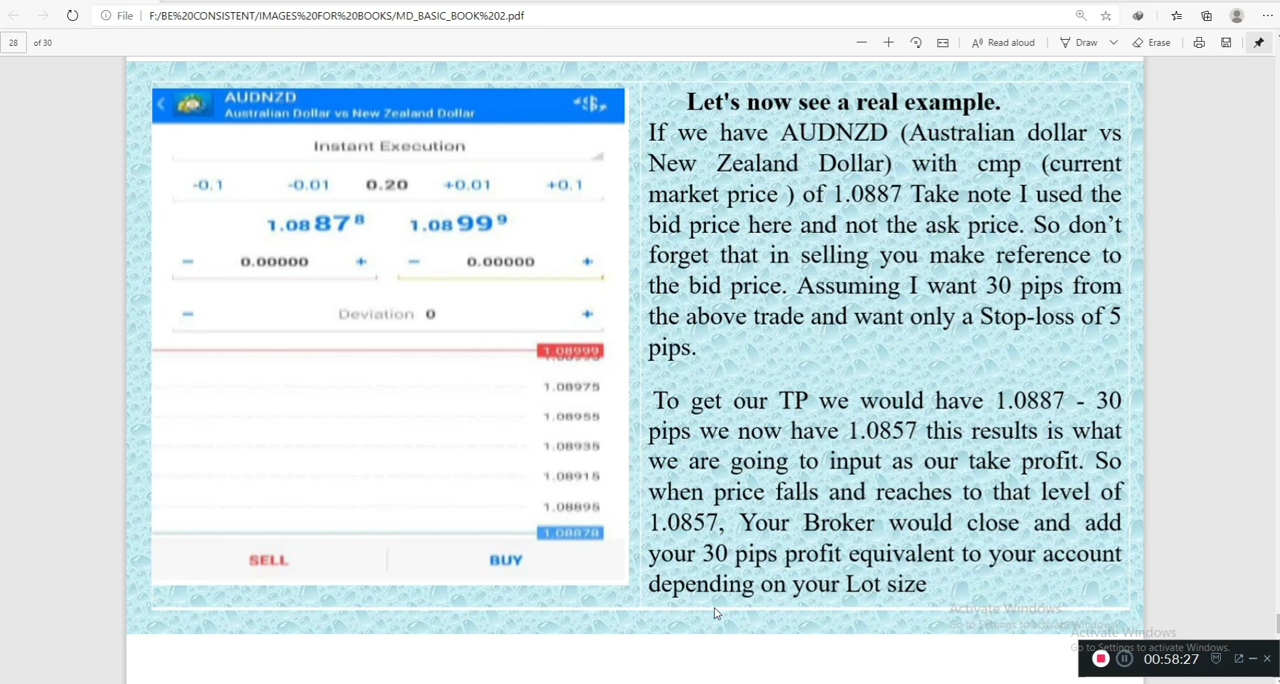 File
F:/BE%20CONSISTENT/IMAGES%20FOR%20BOOKS/MD_BASIC_BOOK%202.pdf
28 of 30
Read aloud
Draw
Erase
AUDNZD
Australian Dollar vs New Zealand Dollar
Instant Execution
-0.1 -0.01 0.20 +0.01 +0.1
1.08878 1.08999
- 0.00000 + - 0.00000 +
- Deviation 0 +
1.08999
1.08975
1.08955
1.08935
1.08915
1.08895
1.08878
SELL BUY
Let's now see a real example.
If we have AUDNZD (Australian dollar vs
New Zealand Dollar) with cmp (current
market price ) of 1.0887 Take note I used the
bid price here and not the ask price. So don’t
forget that in selling you make reference to
the bid price. Assuming I want 30 pips from
the above trade and want only a Stop-loss of 5
pips.
To get our TP we would have 1.0887 - 30
pips we now have 1.0857 this results is what
we are going to input as our take profit. So
when price falls and reaches to that level of
1.0857, Your Broker would close and add
your 30 pips profit equivalent to your account
depending on your Lot size
Activate Windows
Go to Settings to activate Windows.
Activate Windows
Go to Settings to activate Windows.
00:58:27